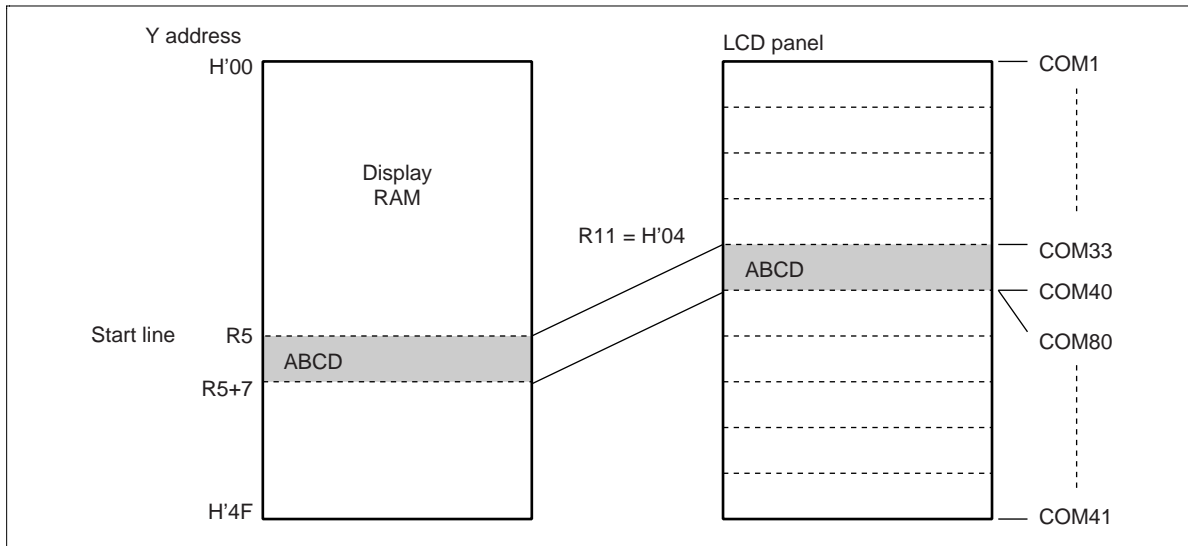 Y address
H'00
Display
RAM
Start line
R5
ABCD
R5+7
H'4F
R11 = H'04
LCD panel
ABCD
COM1
COM33
COM40
COM80
COM41